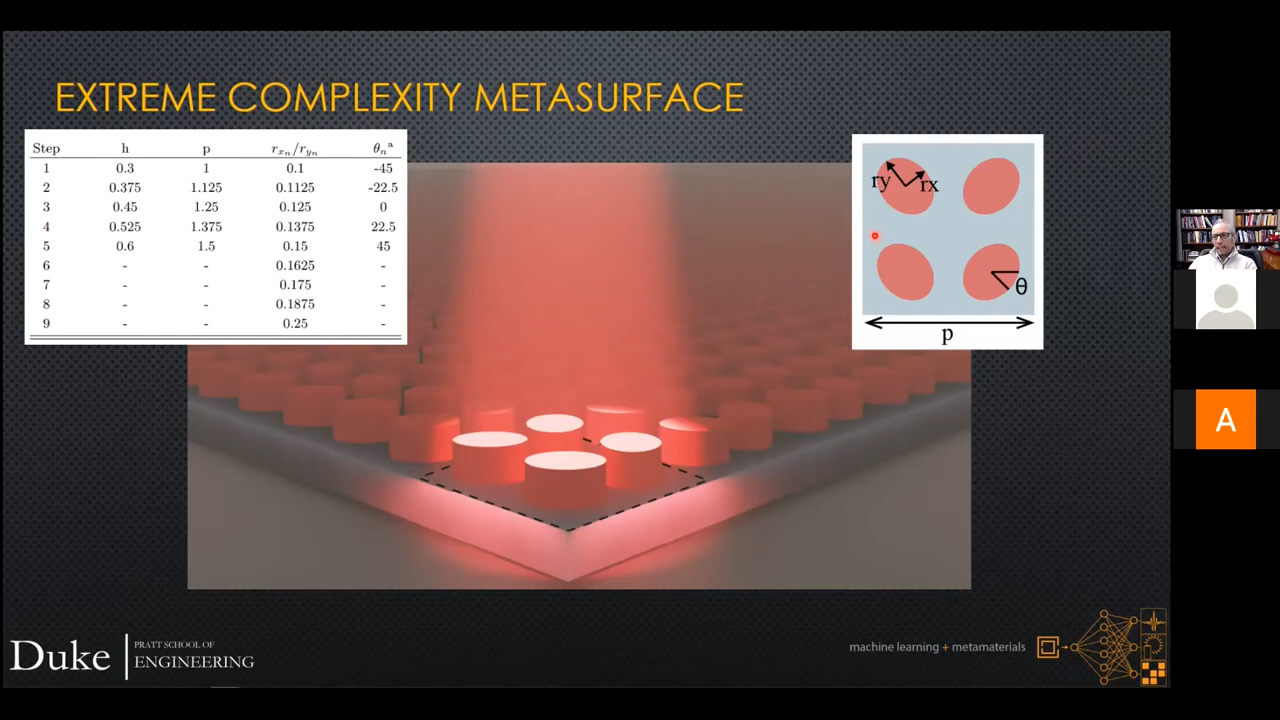 EXTREME COMPLEXITY METASURFACE
Step h p rxn/ryn θn a
1 0.3 1 0.1 -45
2 0.375 1.125 0.1125 -22.5
3 0.45 1.25 0.125 0
4 0.525 1.375 0.1375 22.5
5 0.6 1.5 0.15 45
6 - - 0.1625 -
7 - - 0.175 -
8 - - 0.1875 -
9 - - 0.25 -
ry rx
θ
p
A
Duke
PRATT SCHOOL OF
ENGINEERING
machine learning + metamaterials